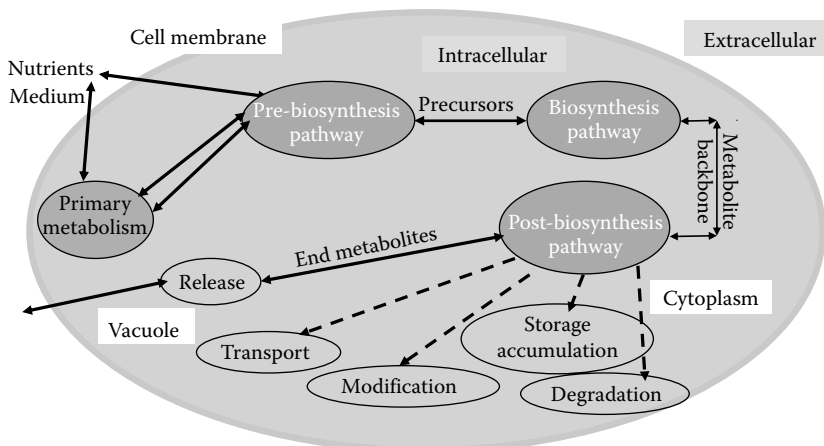 Cell membrane
Extracellular
Intracellular
Nutrients
Medium
Pre-biosynthesis
pathway
Precursors
Biosynthesis
pathway
Metabolite
backbone
Primary
metabolism
Post-biosynthesis
pathway
End metabolites
Release
Cytoplasm
Vacuole
Storage
accumulation
Transport
Modification
Degradation